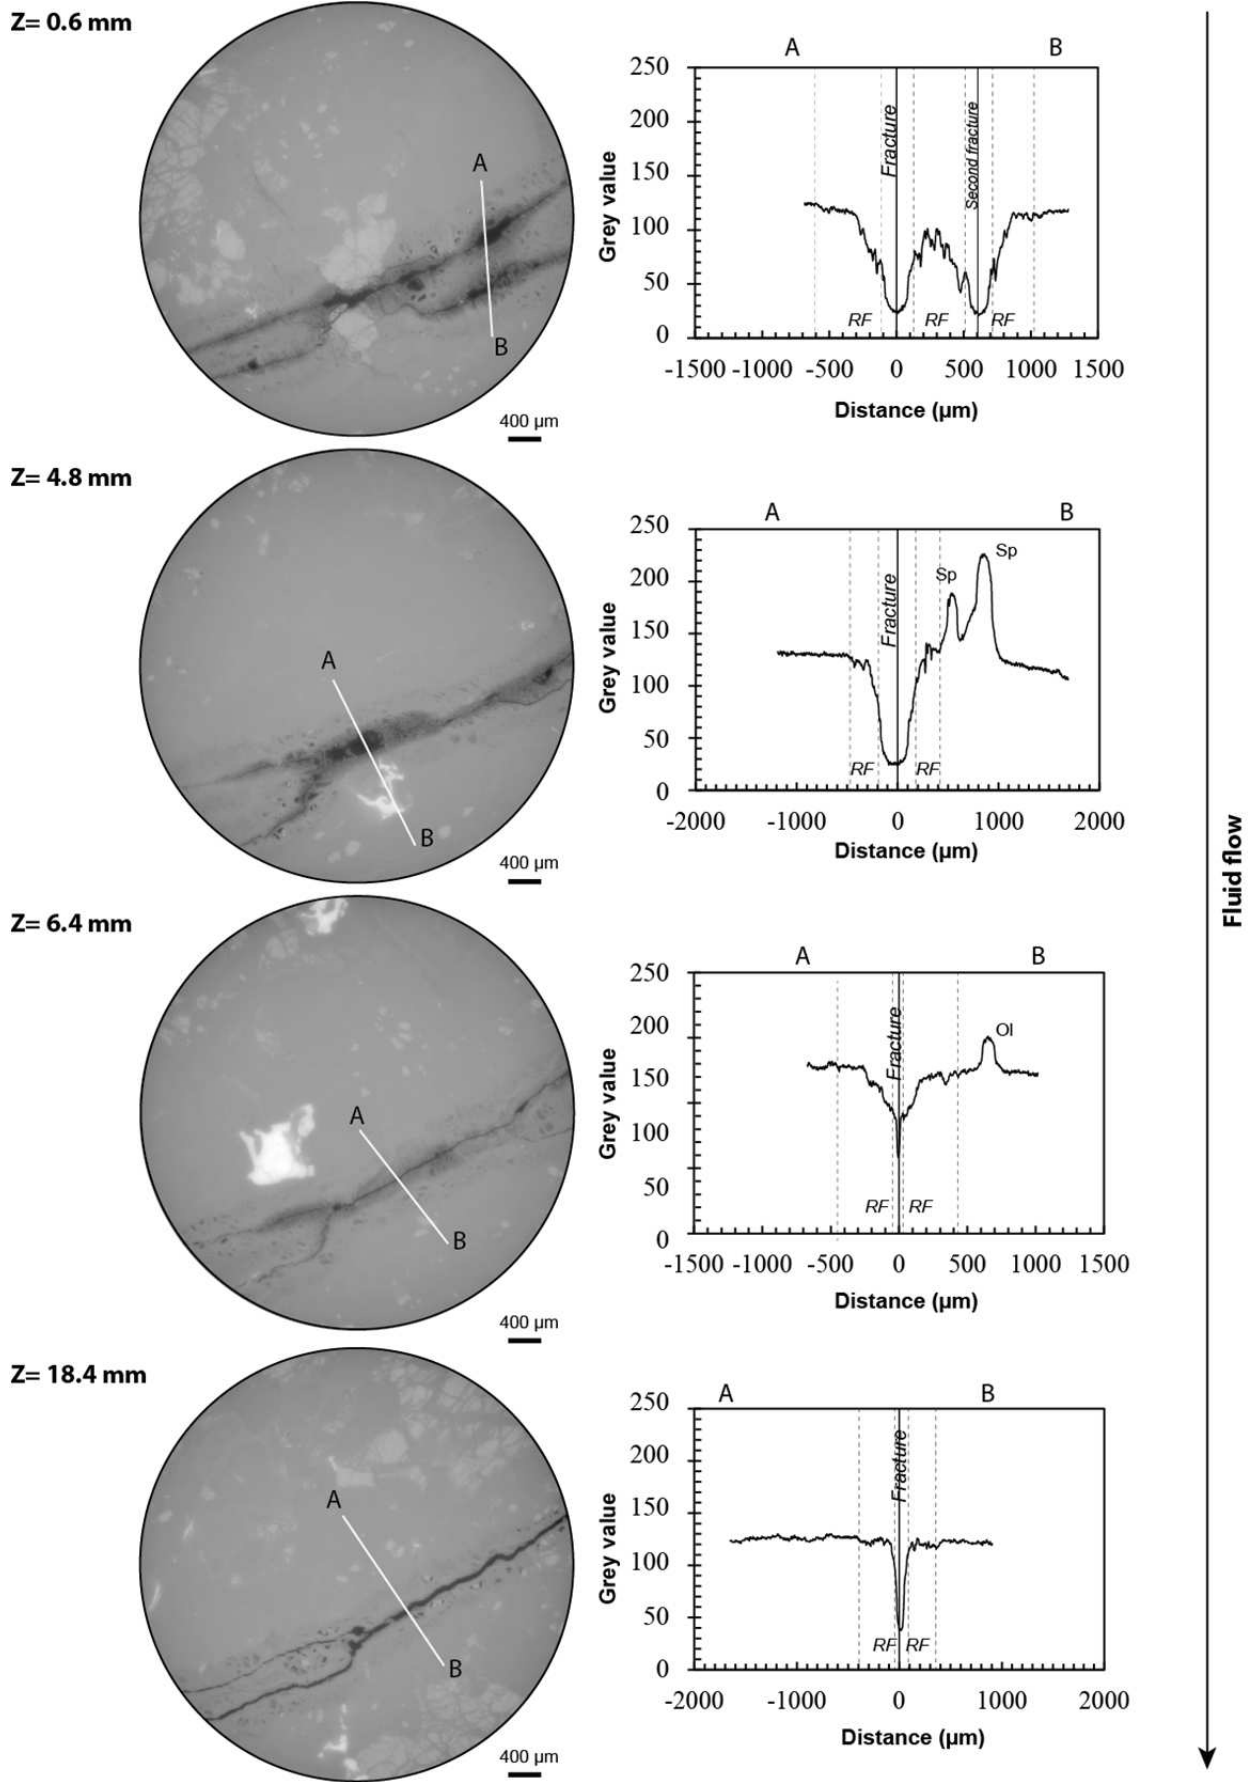 Z= 0.6 mm
A
B
400 µm
A B
250
200
150
100
50
0
Grey value
Fracture
Second fracture
RF RF RF
-1500 -1000 -500 0 500 1000 1500
Distance (µm)
Z= 4.8 mm
A
B
400 µm
A B
250
200
150
100
50
0
Grey value
Fracture
Sp
Sp
RF RF
-2000 -1000 0 1000 2000
Distance (µm)
Z= 6.4 mm
A
B
400 µm
A B
250
200
150
100
50
0
Grey value
Fracture
Ol
RF RF
-1500 -1000 -500 0 500 1000 1500
Distance (µm)
Z= 18.4 mm
A
B
400 µm
A B
250
200
150
100
50
0
Grey value
Fracture
RF RF
-2000 -1000 0 1000 2000
Distance (µm)
Fluid flow